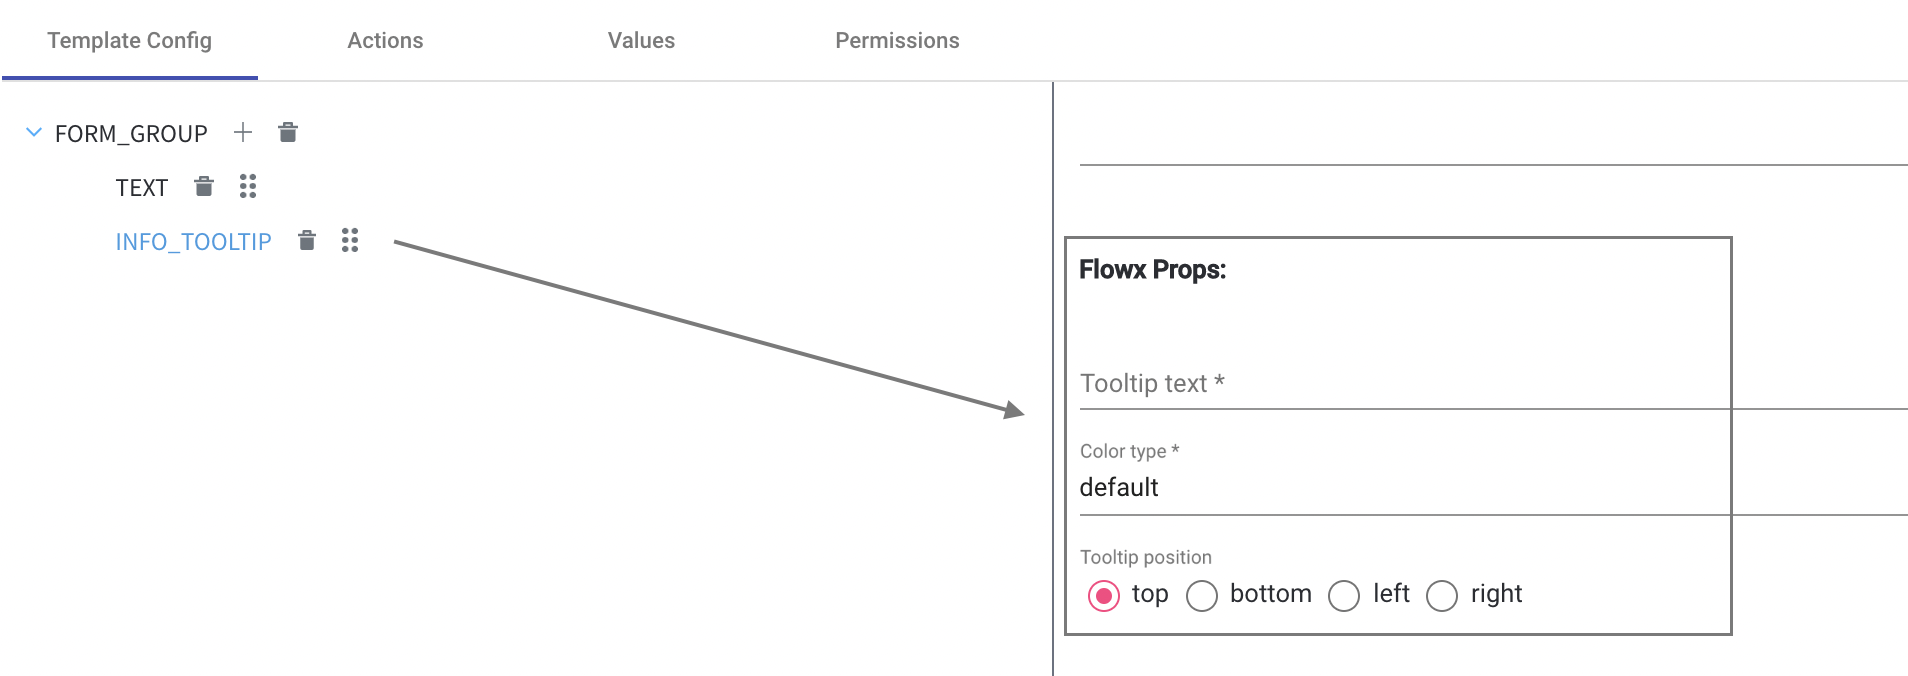 Template Config Actions Values Permissions
FORM_GROUP
TEXT
INFO_TOOLTIP
Flowx Props:
Tooltip text *
Color type *
default
Tooltip position
top bottom left right